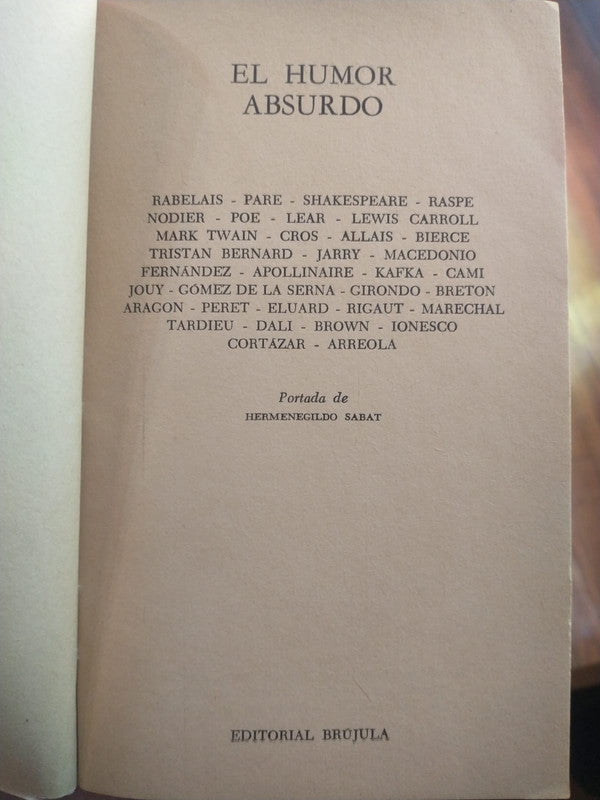 EL HUMOR
ABSURDO
RABELAIS - PARE - SHAKESPEARE - RASPE
NODIER - POE - LEAR - LEWIS CARROLL
MARK TWAIN - CROS - ALLAIS - BIERCE
TRISTAN BERNARD - JARRY - MACEDONIO
FERNÁNDEZ - APOLLINAIRE - KAFKA - CAMI
JOUY - GÓMEZ DE LA SERNA - GIRONDO - BRETON
ARAGON - PERET - ELUARD - RIGAUT - MARECHAL
TARDIEU - DALI - BROWN - IONESCO
CORTÁZAR - ARREOLA
Portada de
HERMENEGILDO SABAT
EDITORIAL BRÚJULA